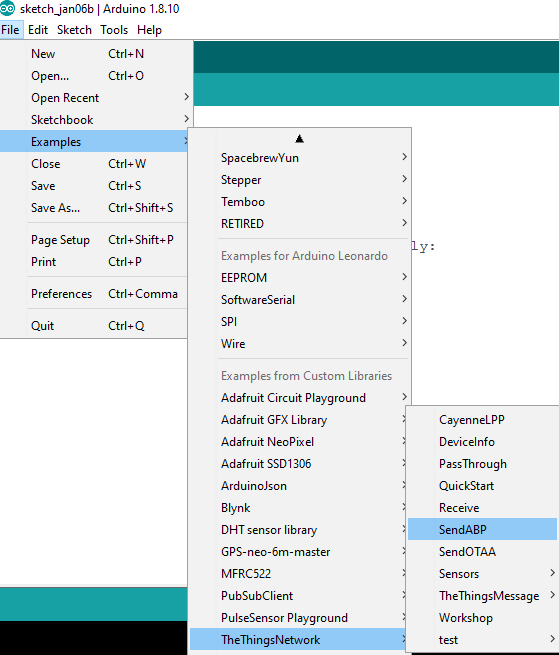 sketch_jan06b | Arduino 1.8.10
File Edit Sketch Tools Help
New Ctrl+N
Open... Ctrl+O
Open Recent
Sketchbook
Examples
Close Ctrl+W
Save Ctrl+S
Save As... Ctrl+Shift+S
Page Setup Ctrl+Shift+P
Print Ctrl+P
Preferences Ctrl+Comma
Quit Ctrl+Q
SpacebrewYun
Stepper
Temboo
RETIRED
Examples for Arduino Leonardo
EEPROM
SoftwareSerial
SPI
Wire
Examples from Custom Libraries
Adafruit Circuit Playground
Adafruit GFX Library
Adafruit NeoPixel
Adafruit SSD1306
ArduinoJson
Blynk
DHT sensor library
GPS-neo-6m-master
MFRC522
PubSubClient
PulseSensor Playground
TheThingsNetwork
ly:
CayenneLPP
DeviceInfo
PassThrough
QuickStart
Receive
SendABP
SendOTAA
Sensors
TheThingsMessage
Workshop
test